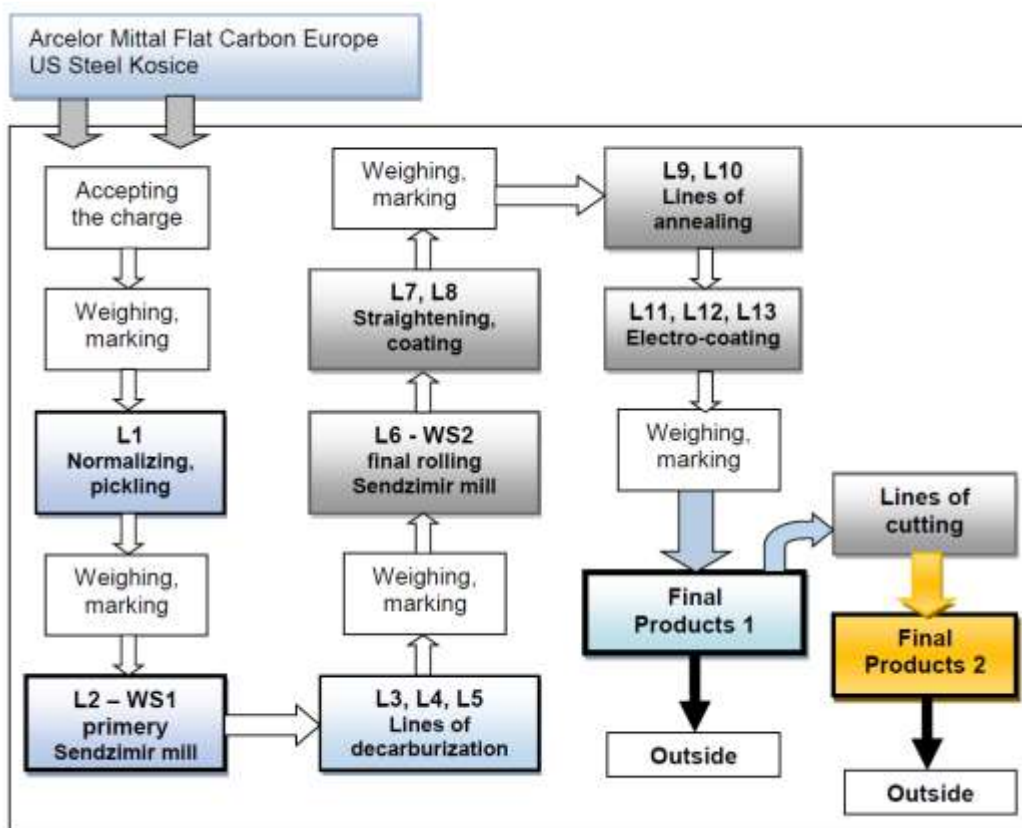 Arcelor Mittal Flat Carbon Europe
US Steel Kosice
Accepting
the charge
Weighing,
marking
L1
Normalizing,
pickling
Weighing,
marking
L2 – WS1
primery
Sendzimir mill
L3, L4, L5
Lines of
decarburization
Weighing,
marking
L6 - WS2
final rolling
Sendzimir mill
L7, L8
Straightening,
coating
Weighing,
marking
L9, L10
Lines of
annealing
L11, L12, L13
Electro-coating
Weighing,
marking
Final
Products 1
Outside
Lines of
cutting
Final
Products 2
Outside